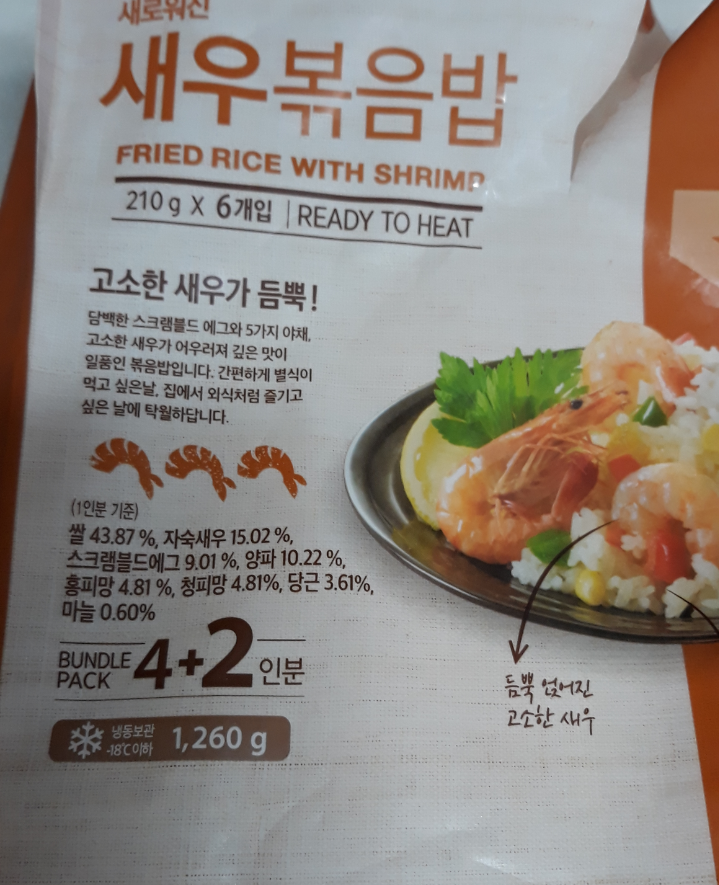 새로워진
새우볶음밥
FRIED RICE WITH SHRIMP
210 g X 6개입 | READY TO HEAT
고소한 새우가 듬뿍!
담백한 스크램블드 에그와 5가지 야채,
고소한 새우가 어우러져 깊은 맛이
일품인 볶음밥입니다. 간편하게 별식이
먹고 싶은날, 집에서 외식처럼 즐기고
싶은 날에 탁월하답니다.
(1인분 기준)
쌀 43.87 %, 자숙새우 15.02 %,
스크램블드에그 9.01 %, 양파 10.22 %,
홍피망 4.81 %, 청피망 4.81%, 당근 3.61%,
마늘 0.60%
BUNDLE PACK 4+2인분
냉동보관
-18℃ 이하
1,260 g
듬뿍 얹어진
고소한 새우